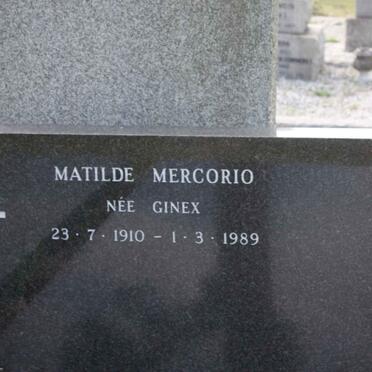 MATILDE MERCORIO
NÉE GINEX
23 · 7 · 1910 – 1 · 3 · 1989